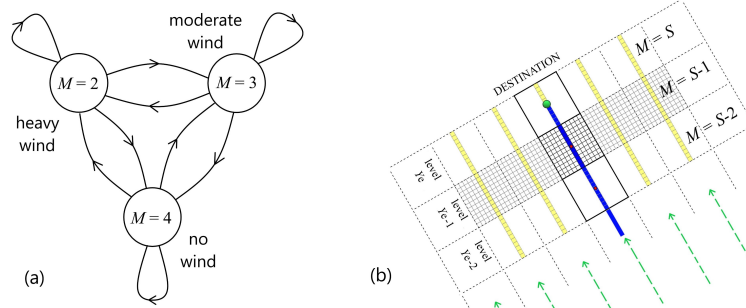 moderate
wind
M = 2
M = 3
heavy
wind
M = 4
no
wind
(a)
DESTINATION
M = S
M = S-1
M = S-2
level
Ye
level
Ye-1
level
Ye-2
(b)